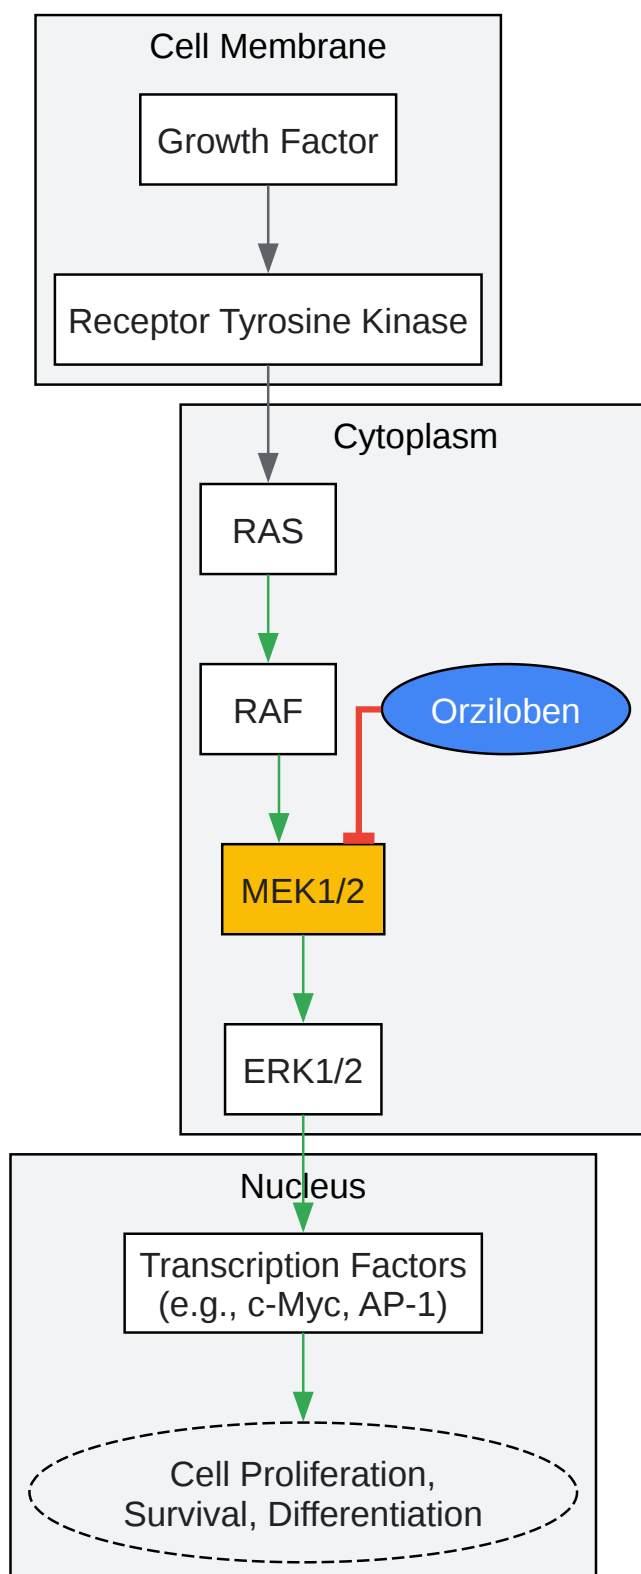 Cell Membrane
Growth Factor
Receptor Tyrosine Kinase
Cytoplasm
RAS
RAF
Orziloben
MEK1/2
ERK1/2
Nucleus
Transcription Factors
(e.g., c-Myc, AP-1)
Cell Proliferation,
Survival, Differentiation